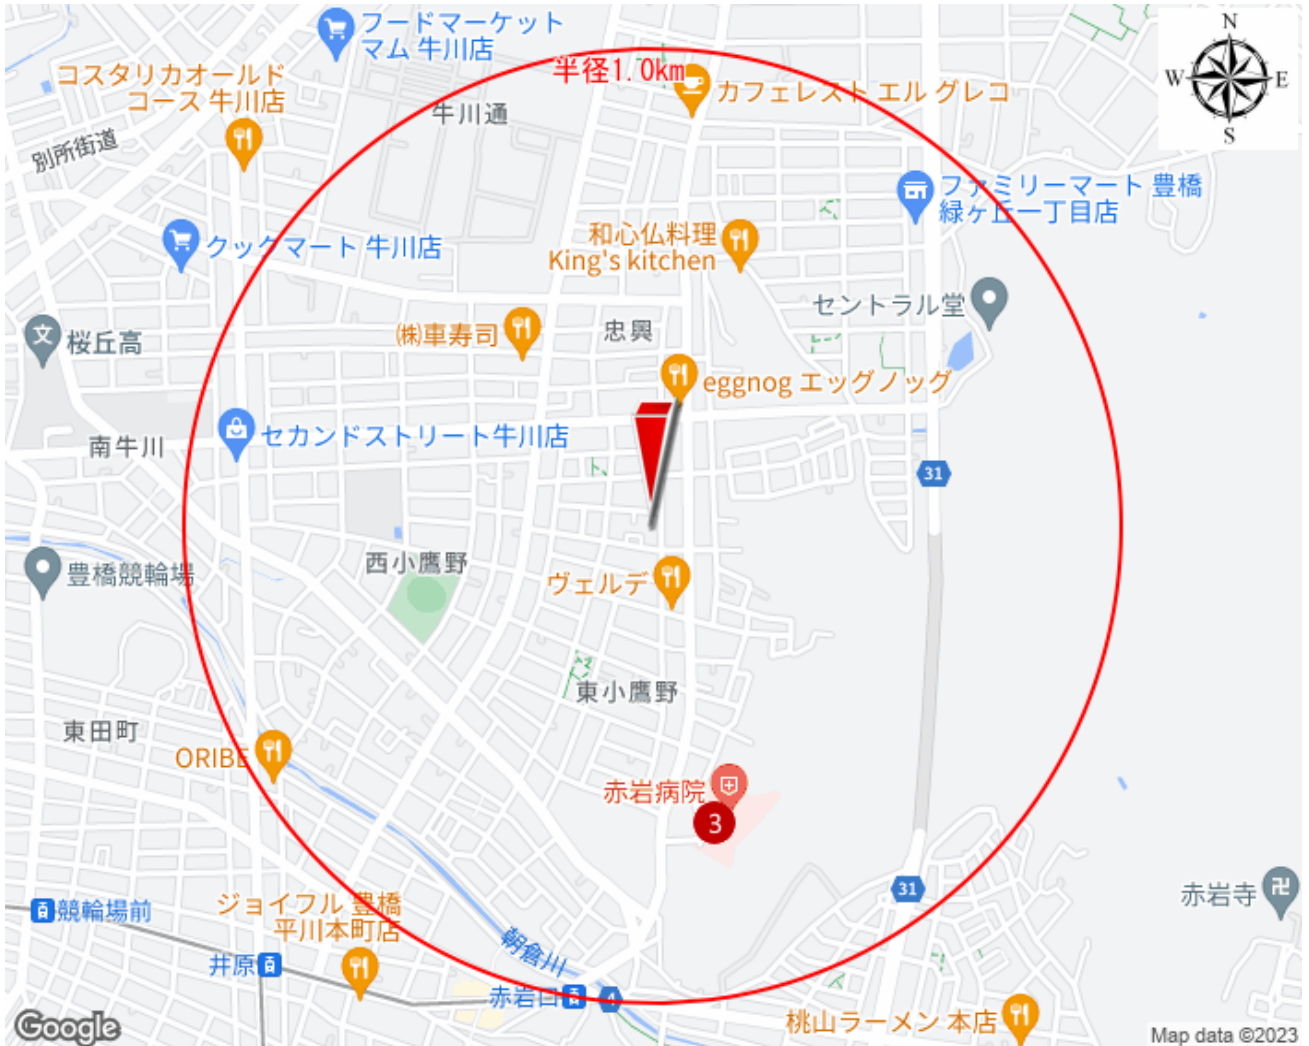 フードマーケット
マム 牛川店
N
W E
S
コスタリカオールド
コース 牛川店
半径1.0km
カフェレスト エル グレコ
牛川通
別所街道
ファミリーマート 豊橋
緑ヶ丘一丁目店
クックマート 牛川店
和心仏料理
King's kitchen
セントラル堂
桜丘高
文
㈱車寿司
忠興
eggnog エッグノッグ
南牛川
セカンドストリート牛川店
31
西小鷹野
豊橋競輪場
ヴェルデ
東小鷹野
東田町
ORIBE
赤岩病院
3
31
赤岩寺
卍
競輪場前
ジョイフル 豊橋
平川本町店
井原
朝倉川
赤岩口
4
桃山ラーメン 本店
Google
Map data ©2023